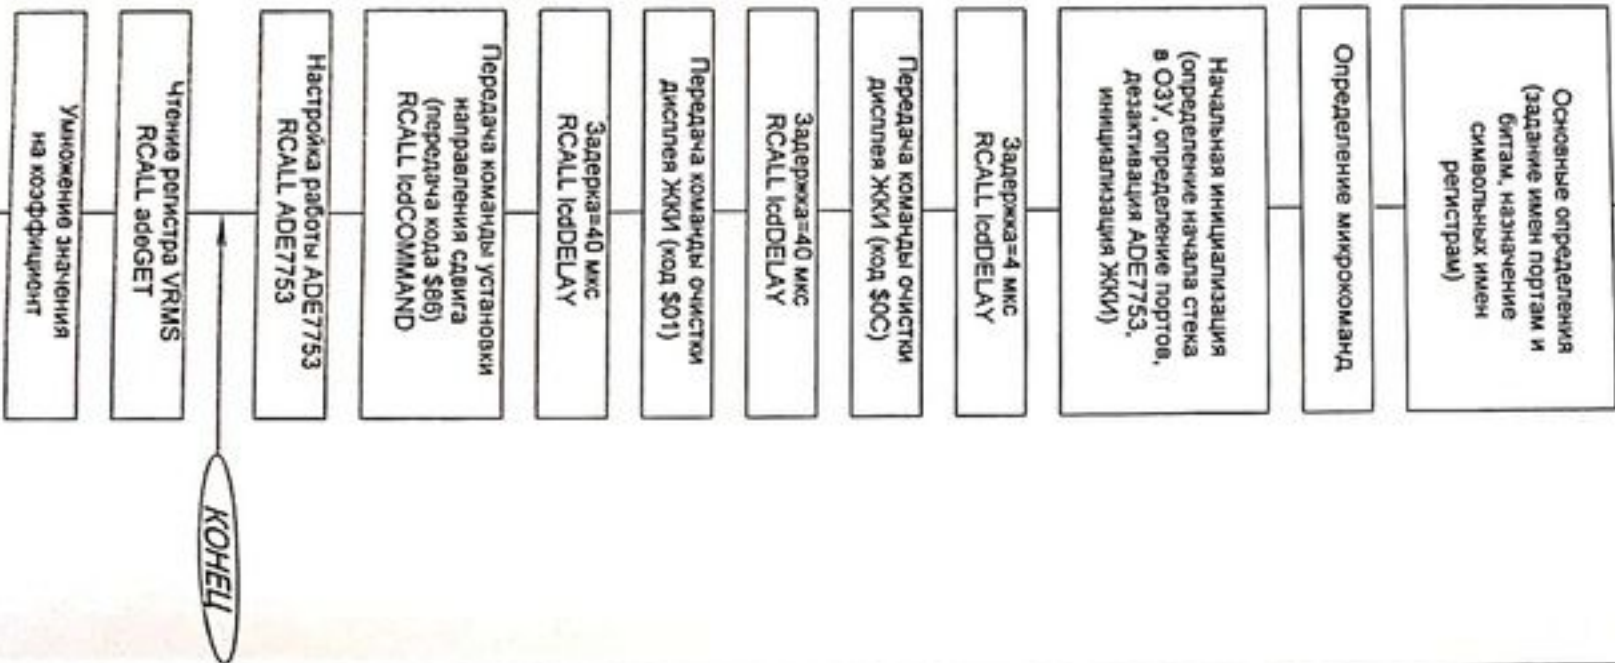 Основные определения
(задание имен портам и
битам, назначение
символьных имен
регистрам)
Определение микрокоманд
Начальная инициализация
(определение начала стека
в ОЗУ, определение портов,
дезактивация ADE7753,
инициализация ЖКИ)
Задержка=4 мкс
RCALL lcdDELAY
Передача команды очистки
дисплея ЖКИ (код $0C)
Задержка=40 мкс
RCALL lcdDELAY
Передача команды очистки
дисплея ЖКИ (код $01)
Задерка=40 мкс
RCALL lcdDELAY
Передача команды установки
направления сдвига
(передача кода $86)
RCALL lcdCOMMAND
Настройка работы ADE7753
RCALL ADE7753
КОНЕЦ
Чтение регистра VRMS
RCALL adeGET
Умножение значения
на коэффициент